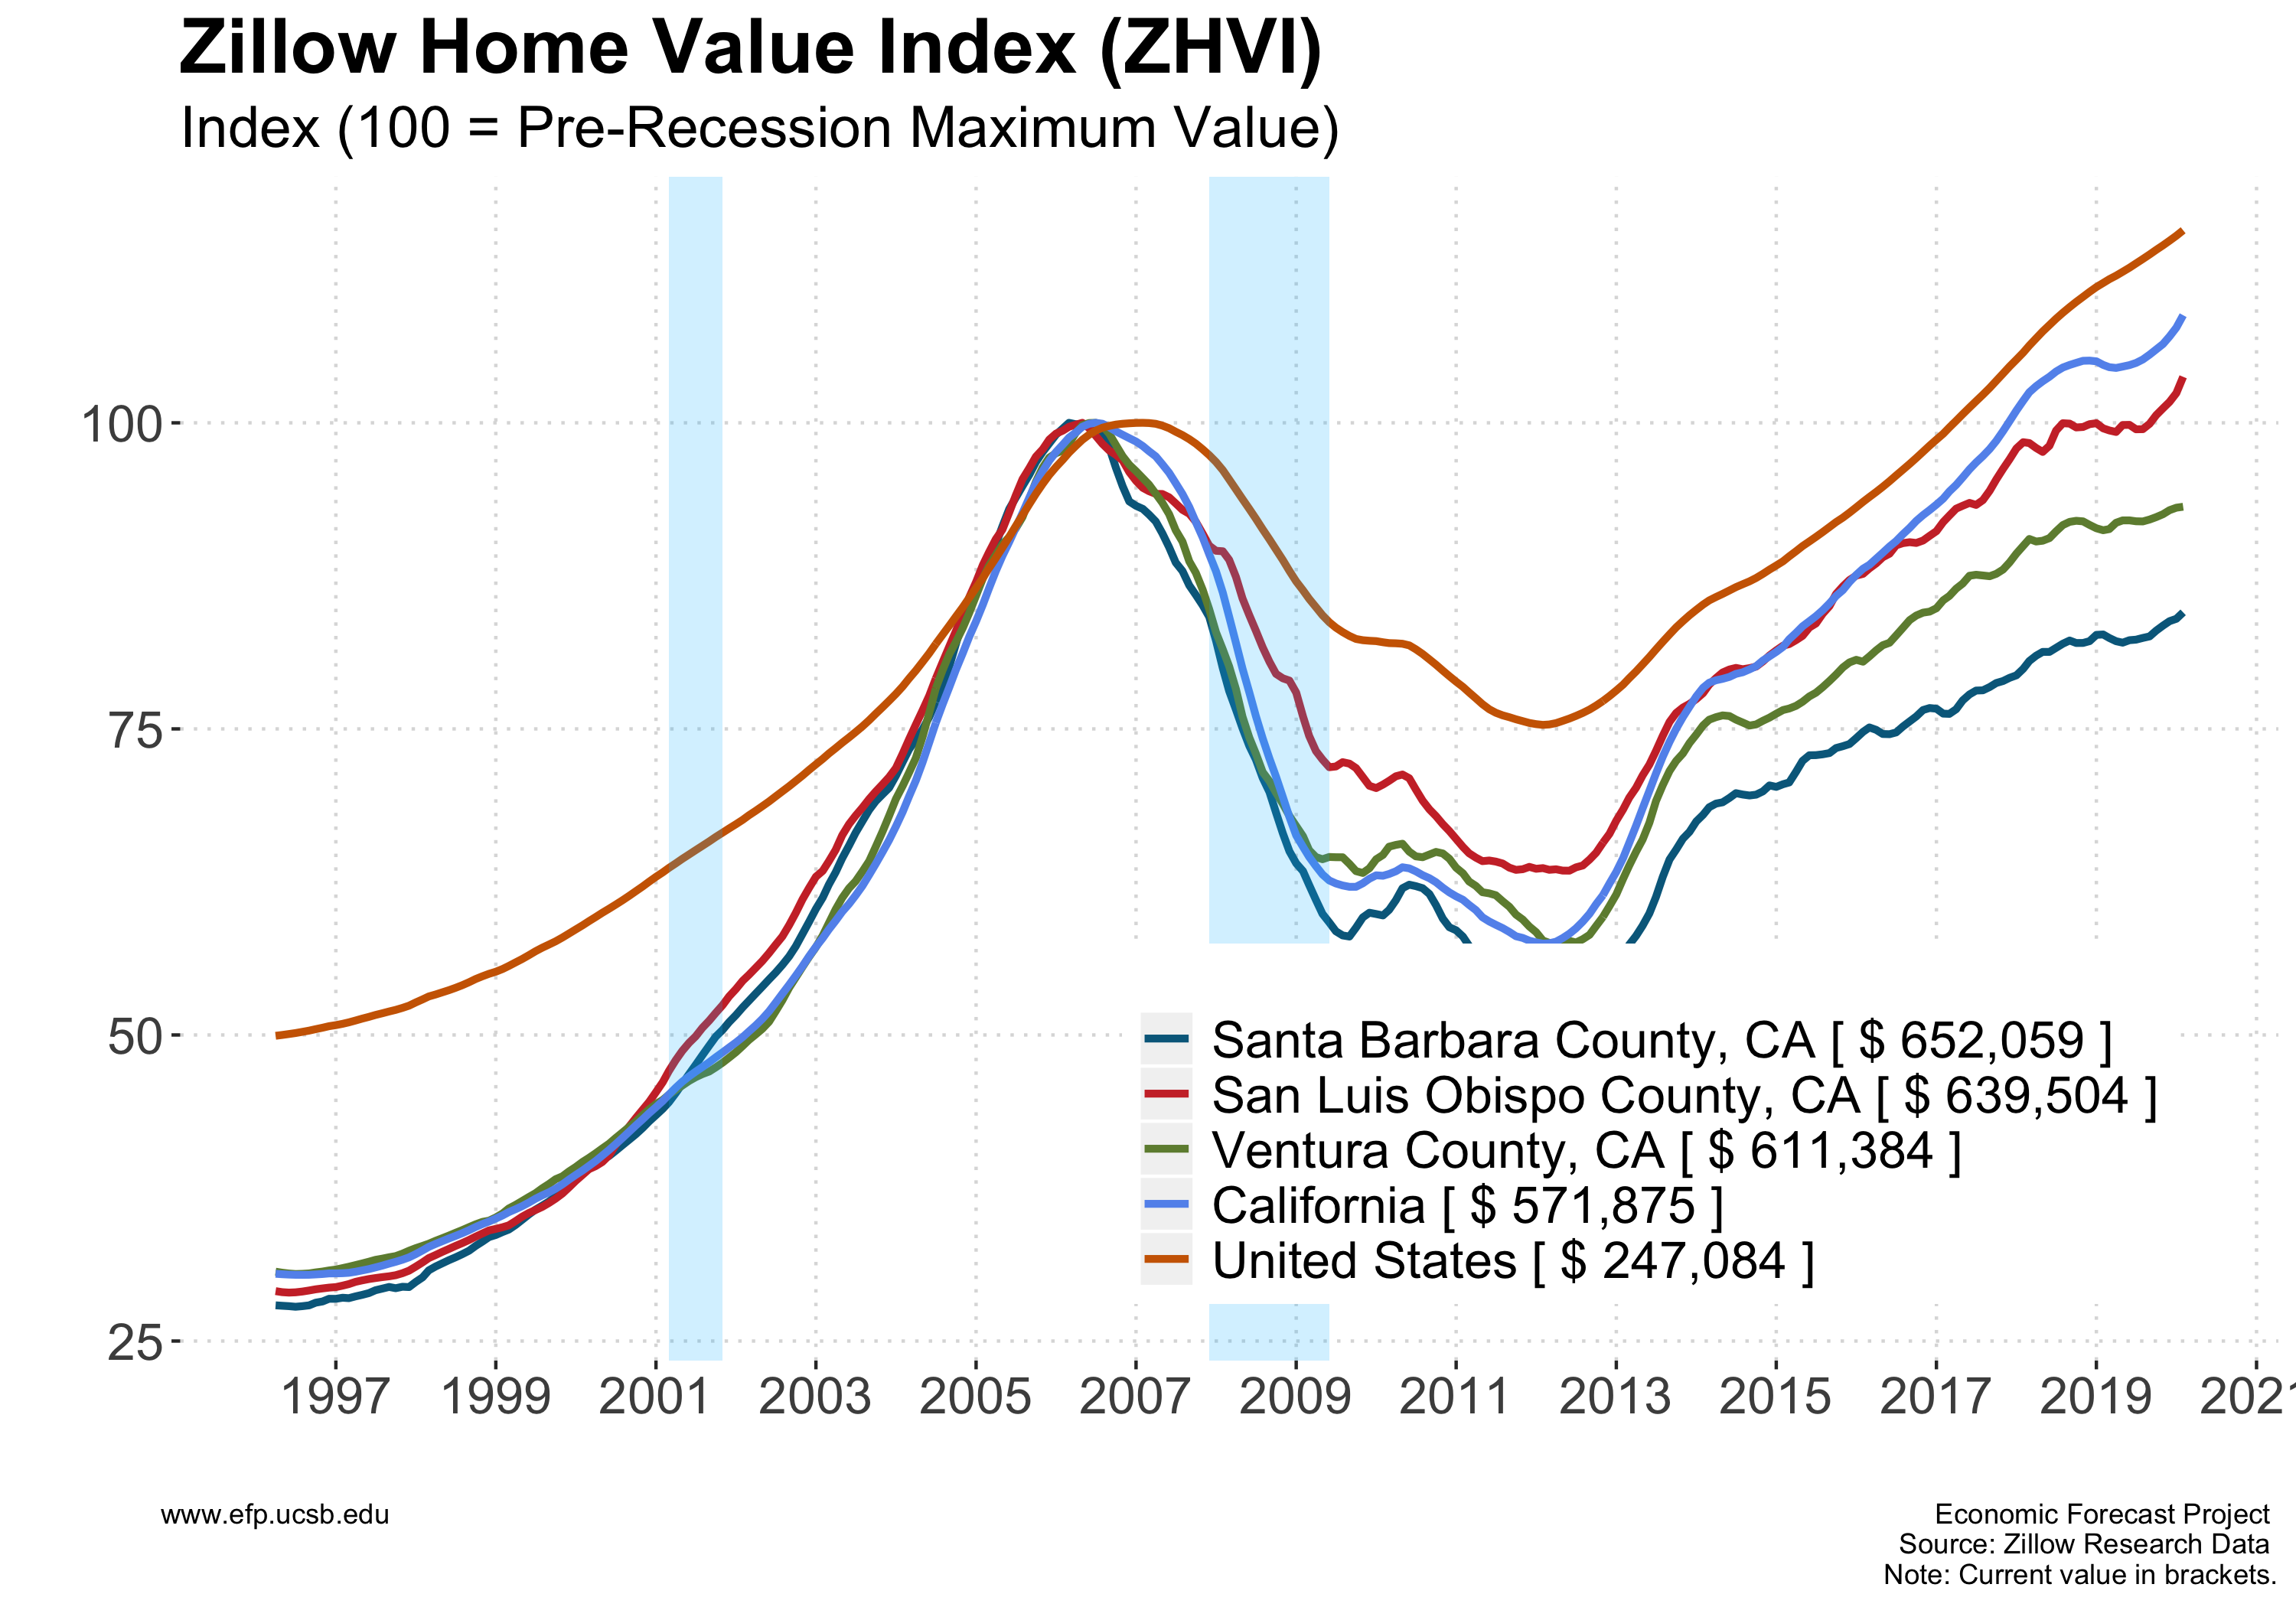 Zillow Home Value Index (ZHVI)
Index (100 = Pre-Recession Maximum Value)
100
75
50
25
Santa Barbara County, CA [ $ 652,059 ]
San Luis Obispo County, CA [ $ 639,504 ]
Ventura County, CA [ $ 611,384 ]
California [ $ 571,875 ]
United States [ $ 247,084 ]
1997 1999 2001 2003 2005 2007 2009 2011 2013 2015 2017 2019 2021
www.efp.ucsb.edu
Economic Forecast Project
Source: Zillow Research Data
Note: Current value in brackets.